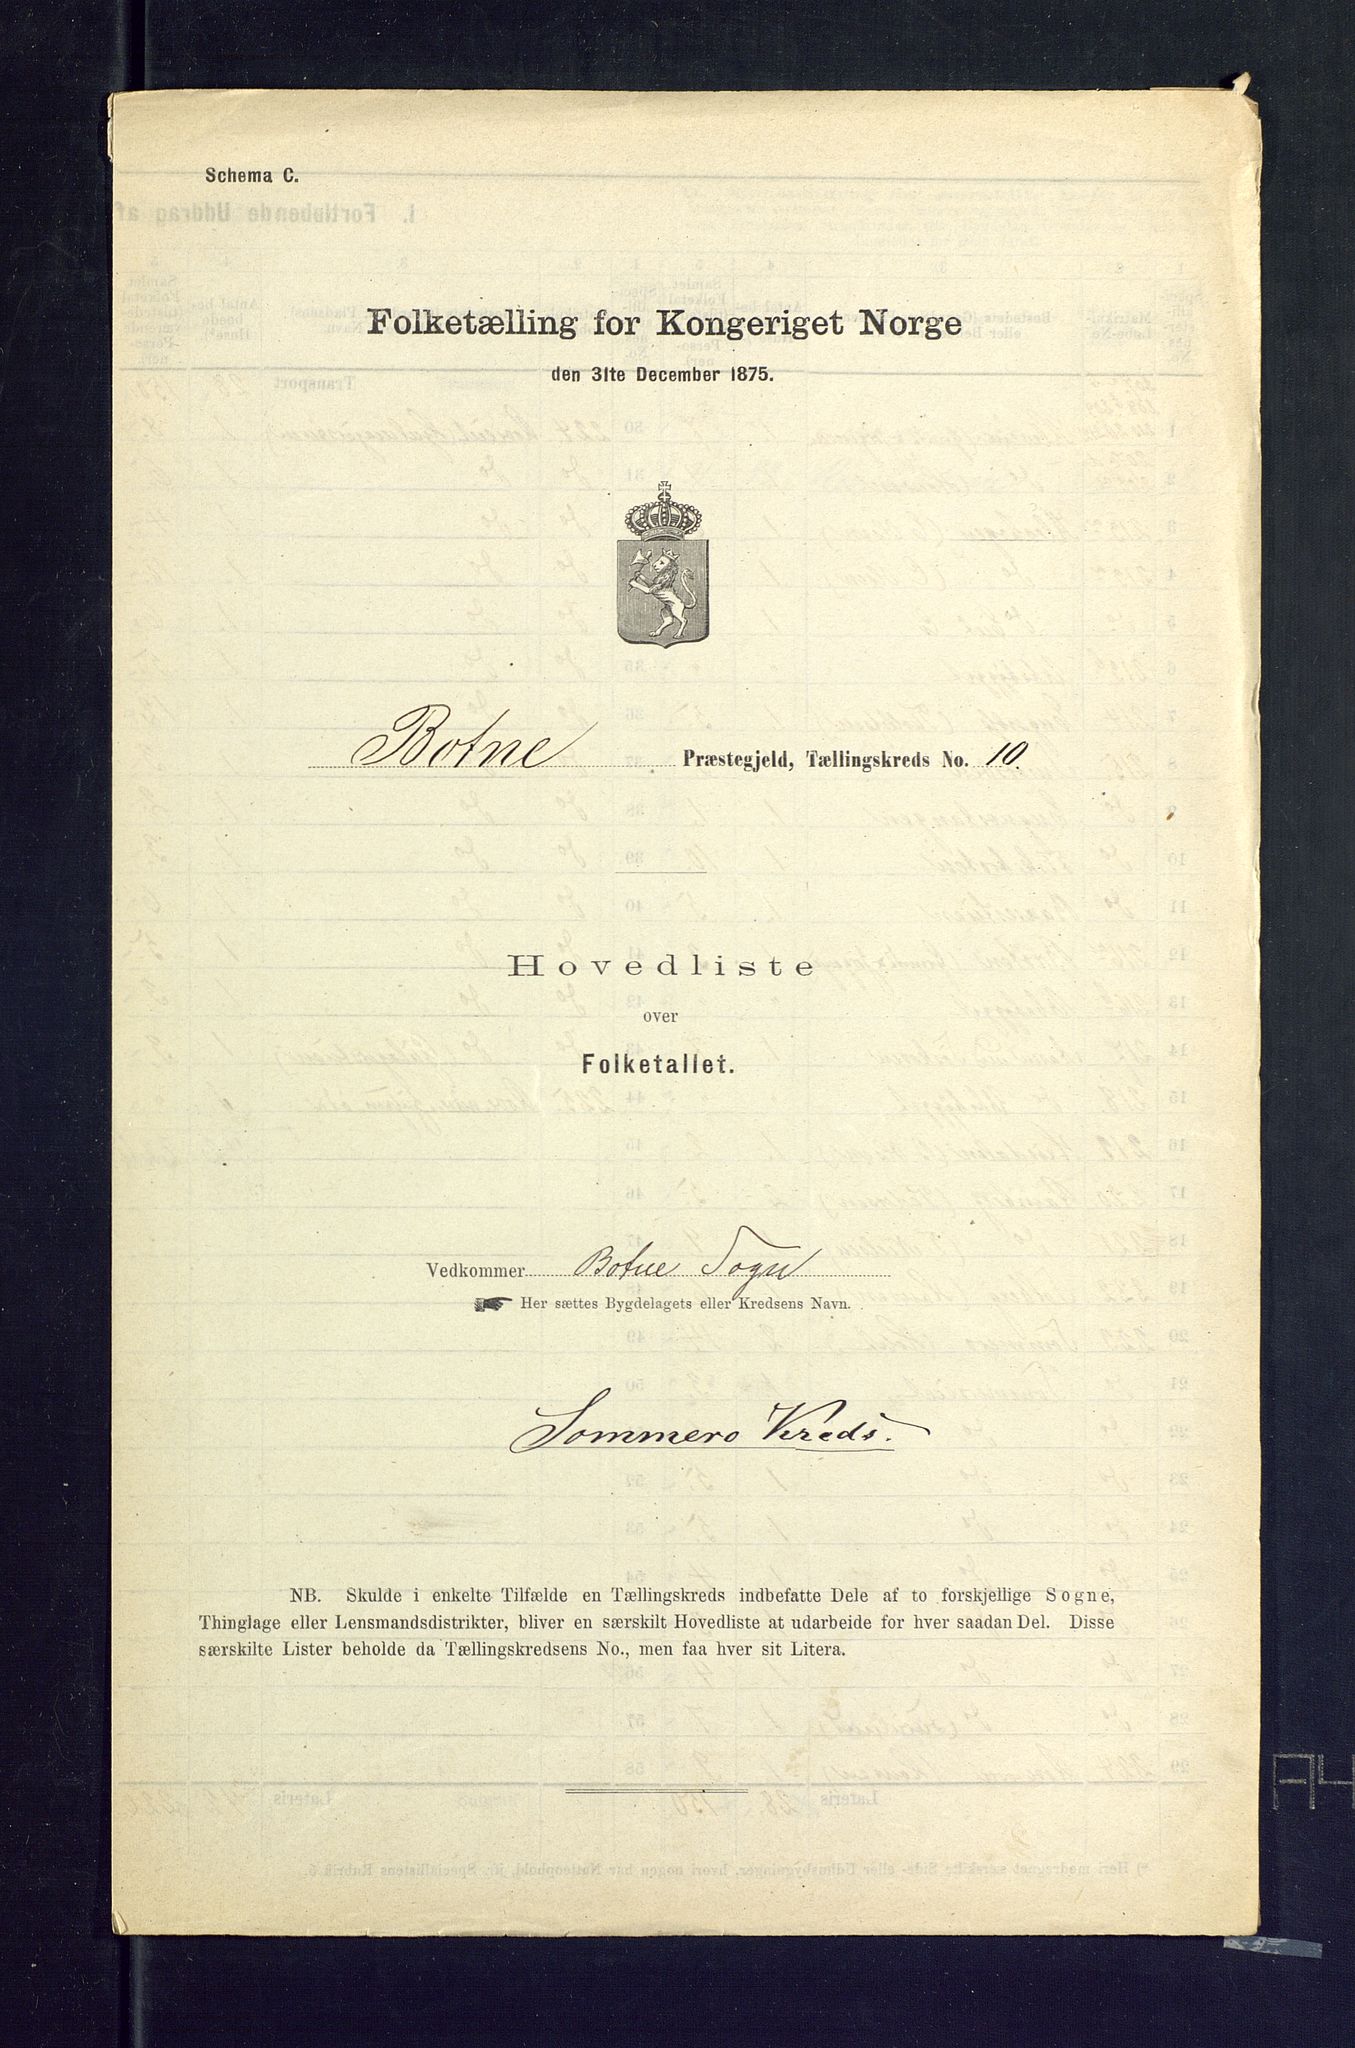 Schema C.
Folketælling for Kongeriget Norge
den 31te December 1875.
Botne Præstegjeld, Tællingskreds No. 10.
Hovedliste
over
Folketallet.
Vedkommer Botne Sogn
Her sættes Bygdelagets eller Kredsens Navn.
Sommerø Kreds.
NB. Skulde i enkelte Tilfælde en Tællingskreds indbefatte Dele af to forskjellige Sogne,
Thinglage eller Lensmandsdistrikter, bliver en særskilt Hovedliste at udarbeide for hver saadan Del. Disse
særskilte Lister beholde da Tællingskredsens No., men faa hver sit Litera.
A4